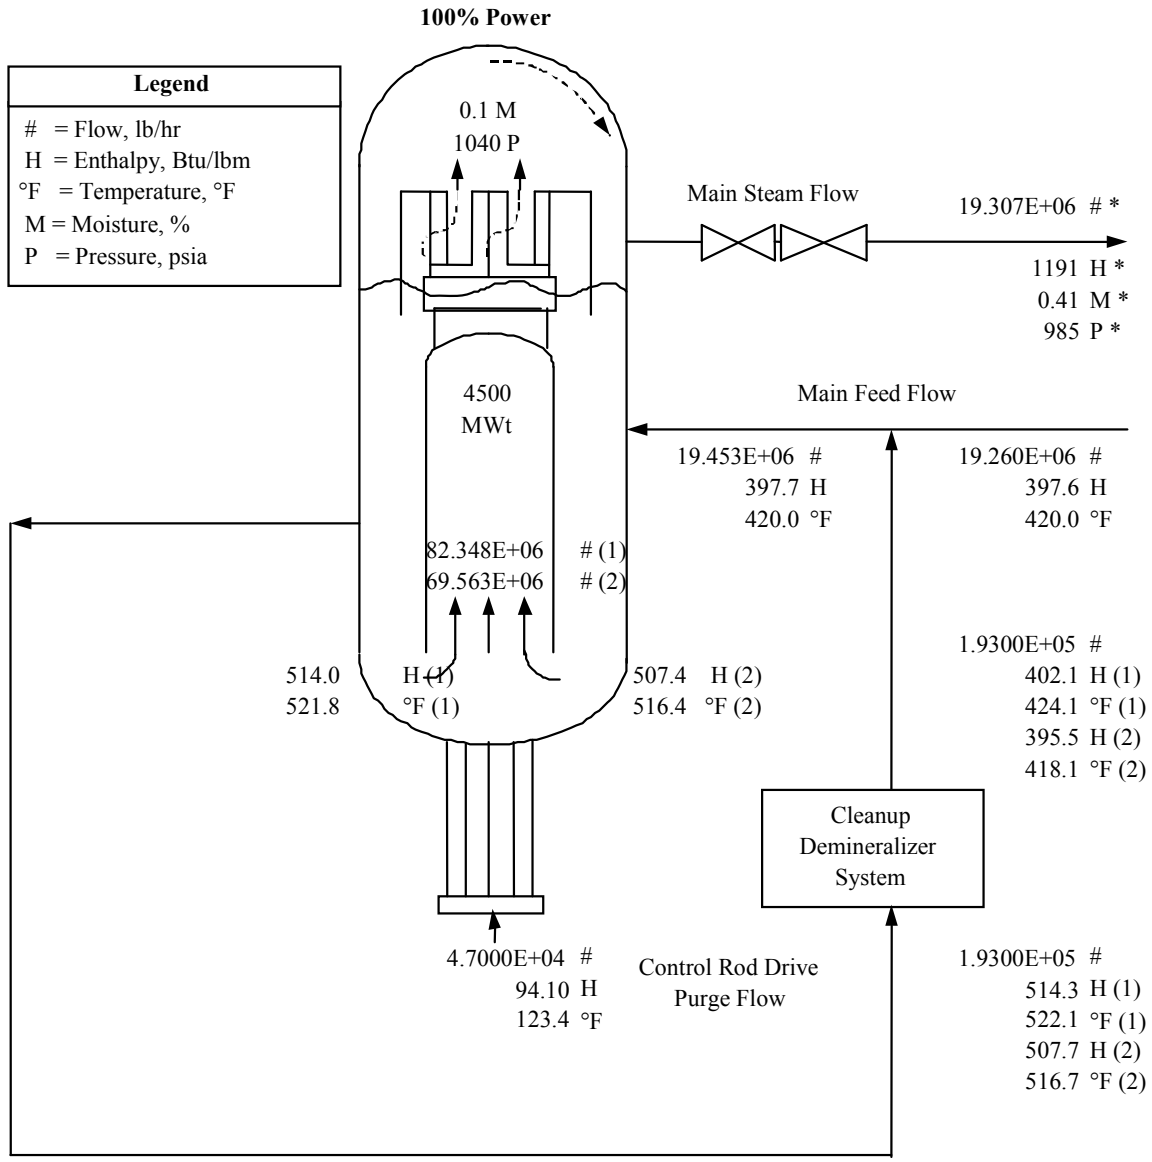 100% Power
Legend
# = Flow, lb/hr
H = Enthalpy, Btu/lbm
°F = Temperature, °F
M = Moisture, %
P = Pressure, psia
0.1 M
1040 P
Main Steam Flow
19.307E+06 # *
1191 H *
0.41 M *
985 P *
4500
MWt
Main Feed Flow
19.453E+06 #
397.7 H
420.0 °F
19.260E+06 #
397.6 H
420.0 °F
82.348E+06 # (1)
69.563E+06 # (2)
514.0 H (1)
521.8 °F (1)
507.4 H (2)
516.4 °F (2)
1.9300E+05 #
402.1 H (1)
424.1 °F (1)
395.5 H (2)
418.1 °F (2)
Cleanup
Demineralizer
System
4.7000E+04 #
94.10 H
123.4 °F
Control Rod Drive
Purge Flow
1.9300E+05 #
514.3 H (1)
522.1 °F (1)
507.7 H (2)
516.7 °F (2)